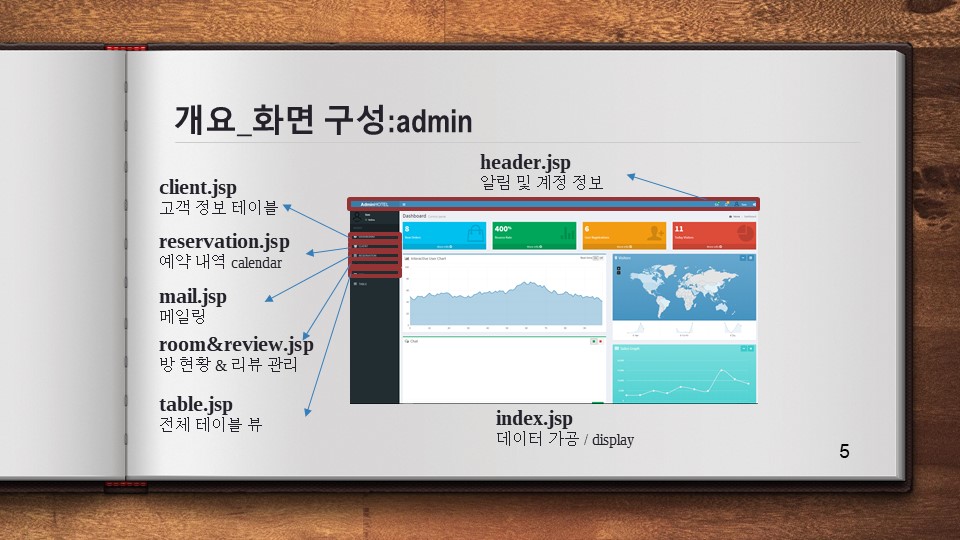 개요_화면 구성:admin
header.jsp
알림 및 계정 정보
client.jsp
고객 정보 테이블
reservation.jsp
예약 내역 calendar
mail.jsp
메일링
room&review.jsp
방 현황 & 리뷰 관리
table.jsp
전체 테이블 뷰
AdminHOTEL
Dashboard
8
400%
6
11
index.jsp
데이터 가공 / display
5